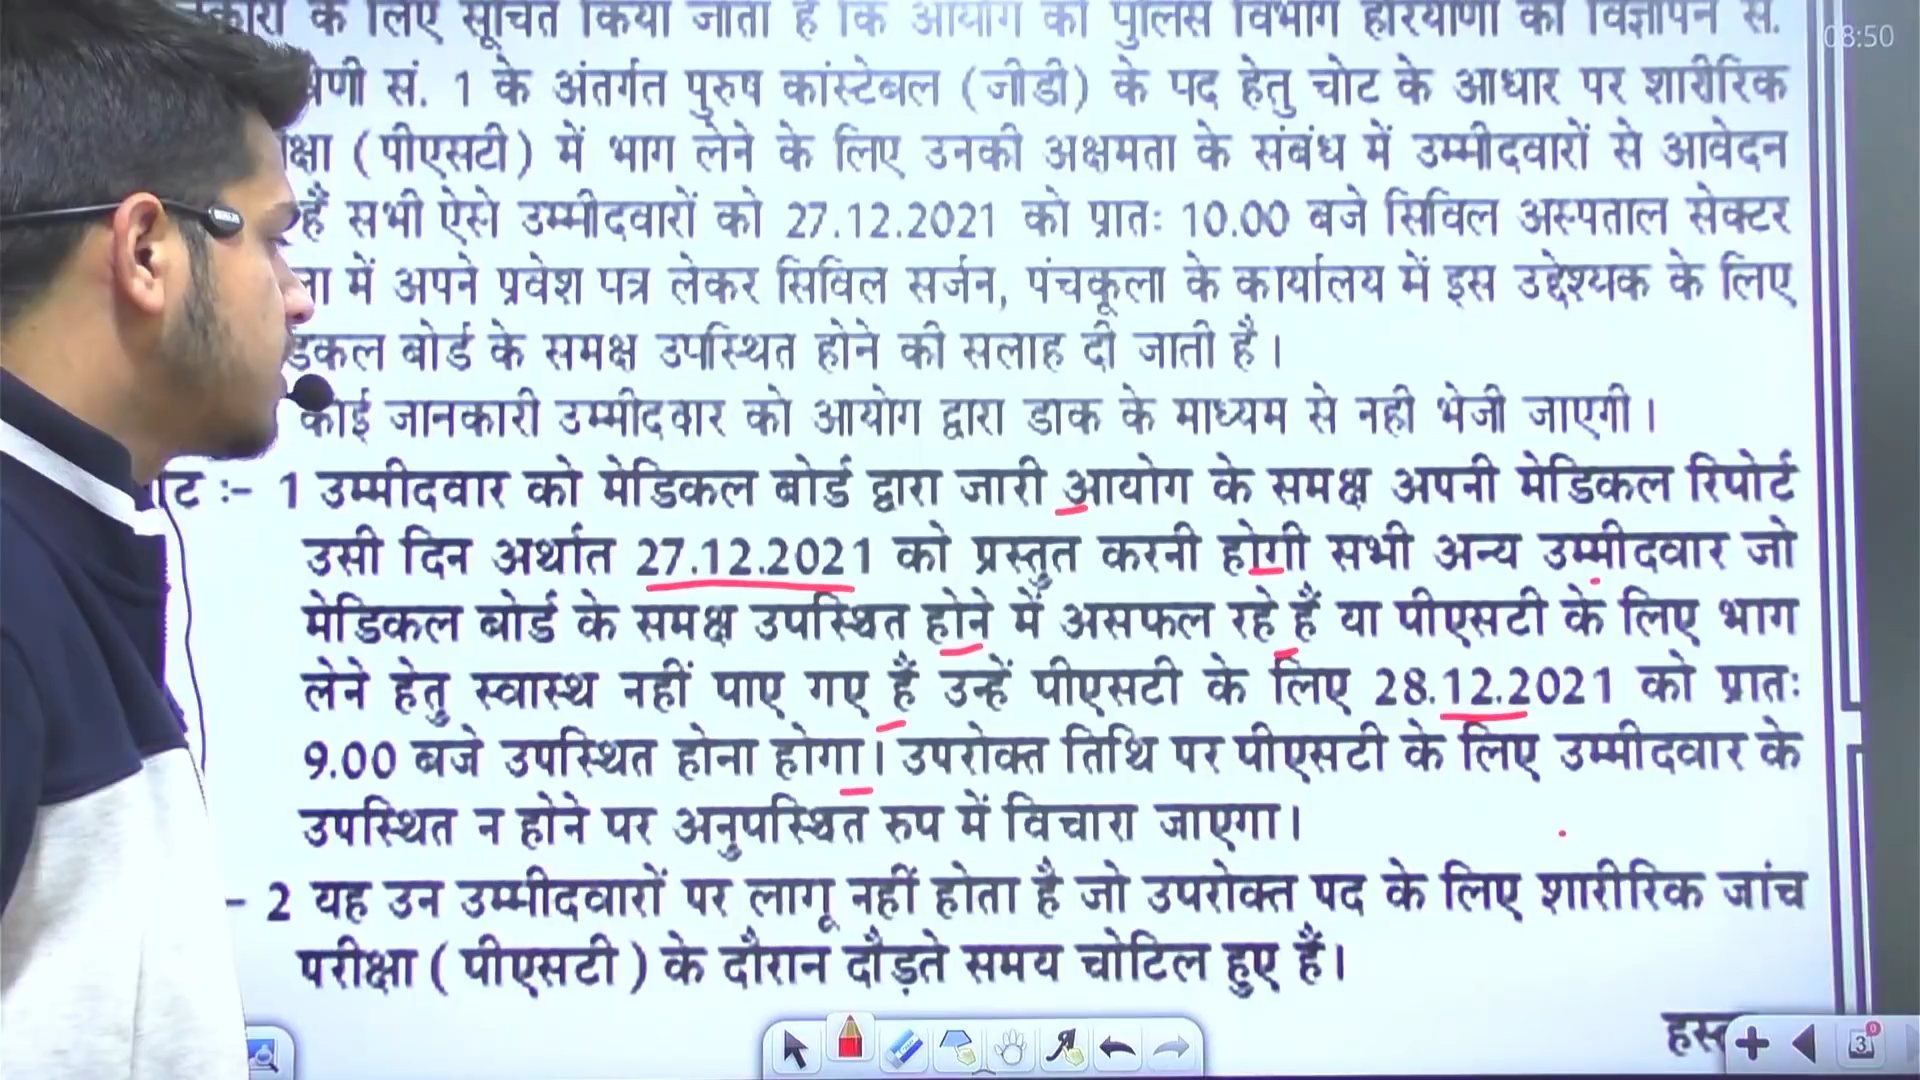 के लिए सूचित किया जाता है कि आयोग को पुलिस विभाग हरियाणा को विज्ञापन सं.
08:50
सं. 1 के अंतर्गत पुरुष कांस्टेबल (जीडी) के पद हेतु चोट के आधार पर शारीरिक
(पीएसटी) में भाग लेने के लिए उनकी अक्षमता के संबंध में उम्मीदवारों से आवेदन
हैं सभी ऐसे उम्मीदवारों को 27.12.2021 को प्रातः 10.00 बजे सिविल अस्पताल सेक्टर
में अपने प्रवेश पत्र लेकर सिविल सर्जन, पंचकूला के कार्यालय में इस उद्देश्यक के लिए
बोर्ड के समक्ष उपस्थित होने की सलाह दी जाती है।
कोई जानकारी उम्मीदवार को आयोग द्वारा डाक के माध्यम से नही भेजी जाएगी।
:- 1 उम्मीदवार को मेडिकल बोर्ड द्वारा जारी आयोग के समक्ष अपनी मेडिकल रिपोर्ट
उसी दिन अर्थात 27.12.2021 को प्रस्तुत करनी होगी सभी अन्य उम्मीदवार जो
मेडिकल बोर्ड के समक्ष उपस्थित होने में असफल रहे हैं या पीएसटी के लिए भाग
लेने हेतु स्वास्थ नहीं पाए गए हैं उन्हें पीएसटी के लिए 28.12.2021 को प्रातः
9.00 बजे उपस्थित होना होगा। उपरोक्त तिथि पर पीएसटी के लिए उम्मीदवार के
उपस्थित न होने पर अनुपस्थित रुप में विचारा जाएगा।
- 2 यह उन उम्मीदवारों पर लागू नहीं होता है जो उपरोक्त पद के लिए शारीरिक जांच
परीक्षा ( पीएसटी ) के दौरान दौड़ते समय चोटिल हुए हैं।